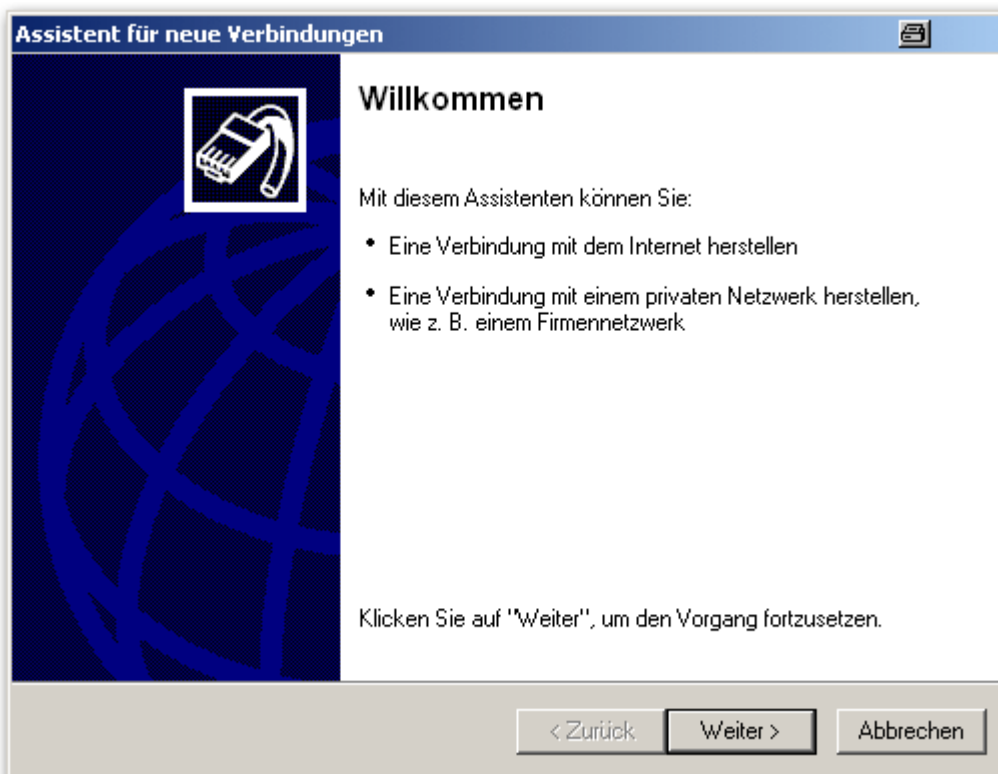 Assistent für neue Verbindungen
Willkommen
Mit diesem Assistenten können Sie:
• Eine Verbindung mit dem Internet herstellen
• Eine Verbindung mit einem privaten Netzwerk herstellen,
wie z. B. einem Firmennetzwerk
Klicken Sie auf "Weiter", um den Vorgang fortzusetzen.
< Zurück
Weiter >
Abbrechen